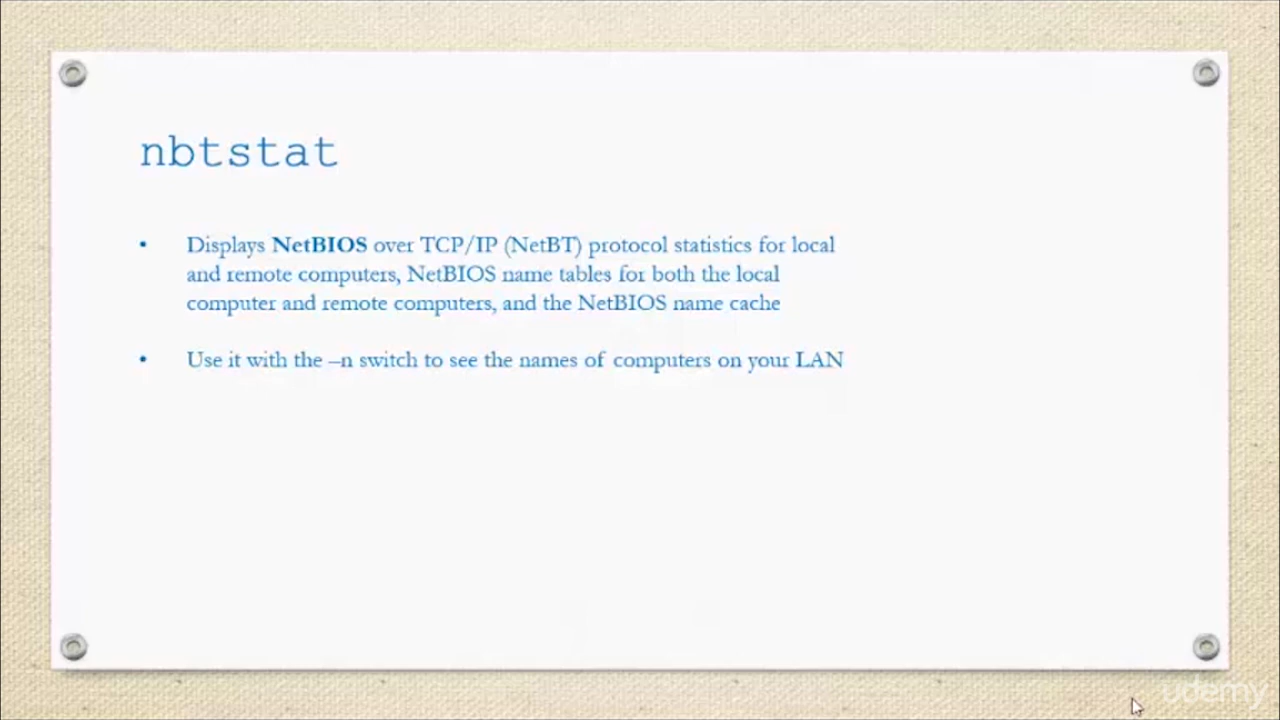 nbtstat
• Displays NetBIOS over TCP/IP (NetBT) protocol statistics for local
and remote computers, NetBIOS name tables for both the local
computer and remote computers, and the NetBIOS name cache
• Use it with the –n switch to see the names of computers on your LAN
udemy